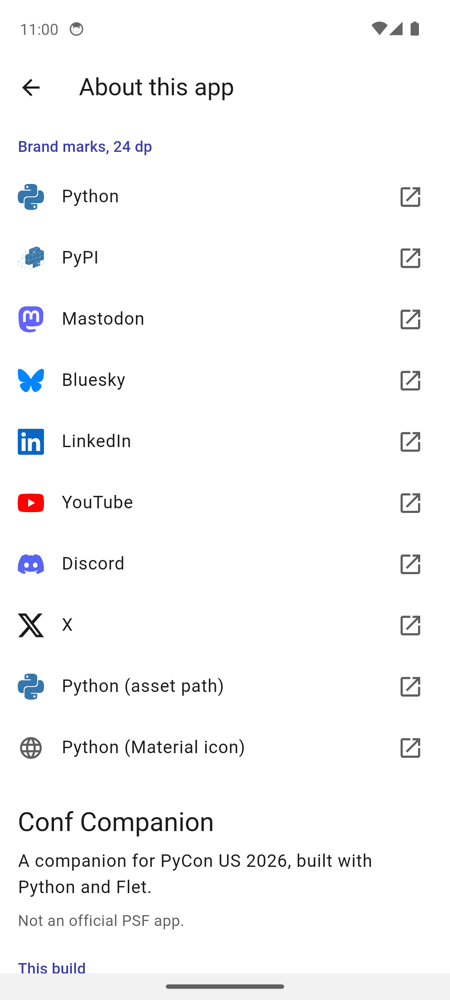 11:00
About this app
Brand marks, 24 dp
Python
PyPI
Mastodon
Bluesky
LinkedIn
YouTube
Discord
X
Python (asset path)
Python (Material icon)
Conf Companion
A companion for PyCon US 2026, built with
Python and Flet.
Not an official PSF app.
This build